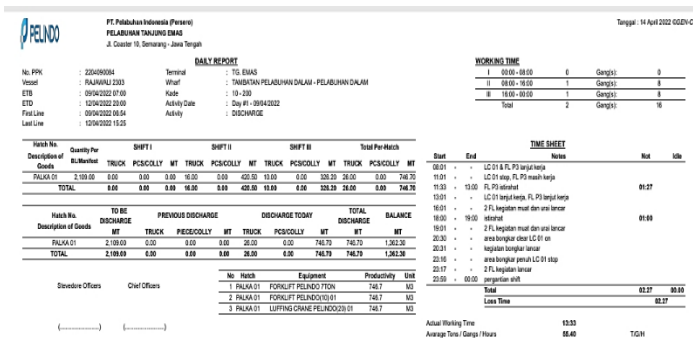 PELINDO
PT. Pelabuhan Indonesia (Persero)
PELABUHAN TANJUNG EMAS
Jl. Coaster 10, Semarang - Jawa Tengah
Tanggal : 14 April 2022
DAILY REPORT
No. PPK : 2204090084
Vessel : RAJAWALI 2303
ETB : 09/04/2022 07:00
ETD : 12/04/2022 20:00
First Line : 09/04/2022 06:54
Last Line : 12/04/2022 15:25
Terminal : TG. EMAS
Wharf : TAMBATAN PELABUHAN DALAM - PELABUHAN DALAM
Kade : 10 - 230
Activity Date : Day #1 - 09/04/2022
Activity : DISCHARGE
WORKING TIME
I 00:00 - 08:00 0 Gang(s): 0
II 08:00 - 16:00 1 Gang(s): 8
III 16:00 - 00:00 1 Gang(s): 8
Total 2 Gang(s): 16
Hatch No. Description of Goods Quantity Per BL/Manifest SHIFT I SHIFT II SHIFT III Total Per-Hatch
TRUCK PCS/COLLY MT TRUCK PCS/COLLY MT TRUCK PCS/COLLY MT TRUCK PCS/COLLY MT
PALKA 01 2,109.00 0.00 0.00 0.00 16.00 0.00 420.50 10.00 0.00 326.20 26.00 0.00 746.70
TOTAL 0.00 0.00 0.00 16.00 0.00 420.50 10.00 0.00 326.20 26.00 0.00 746.70
Hatch No. Description of Goods TO BE DISCHARGE PREVIOUS DISCHARGE DISCHARGE TODAY TOTAL DISCHARGE BALANCE
MT TRUCK PIECE/COLLY MT TRUCK PCS/COLLY MT MT MT
PALKA 01 2,109.00 0.00 0.00 0.00 26.00 0.00 746.70 746.70 1,362.30
TOTAL 2,109.00 0.00 0.00 0.00 26.00 0.00 746.70 746.70 1,362.30
No Hatch Equipment Productivity Unit
1 PALKA 01 FORKLIFT PELINDO 7TON 746.7 M3
2 PALKA 01 FORKLIFT PELINDO(10) 01 746.7 M3
3 PALKA 01 LUFFING CRANE PELINDO(20) 01 746.7 M3
Stevedore Officers Chief Officers
(....................) (....................)
TIME SHEET
Start End Notes Not Idle
08:01 - - LC 01 & FL P3 lanjut kerja
11:01 - - LC 01 stop, FL P3 masih kerja
11:33 - 13:00 FL P3 istirahat 01:27
13:01 - - LC 01 lanjut kerja, FL P3 lanjut kerja
16:01 - - 2 FL kegiatan muat dan urai lancar
18:00 - 19:00 istirahat 01:00
19:01 - - 2 FL kegiatan muat dan urai lancar
20:30 - - area bongkar clear LC 01 on
20:31 - - kegiatan bongkar lancar
23:16 - - area bongkar penuh LC 01 stop
23:17 - - 2 FL kegiatan lancar
23:59 - 00:00 pergantian shift
Total 02.27 00.00
Loss Time 02.27
Actual Working Time 13:33
Avarage Tons / Gangs / Hours 55.40 T/G/H